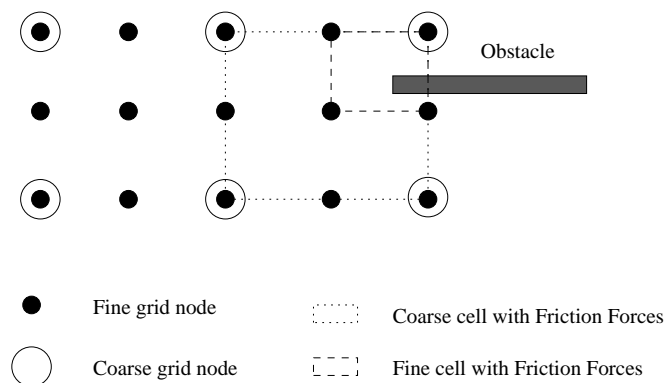 Obstacle
Fine grid node
Coarse cell with Friction Forces
Coarse grid node
Fine cell with Friction Forces